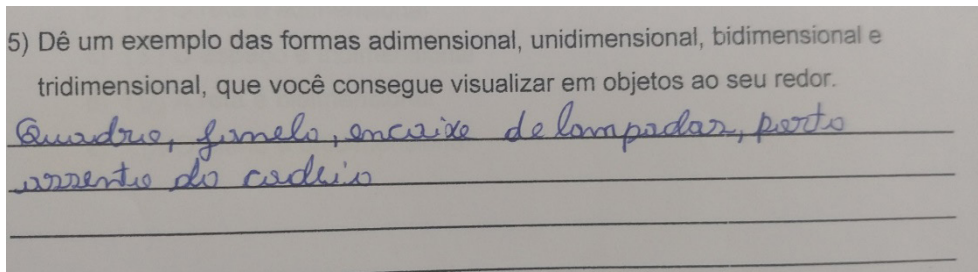 5) Dê um exemplo das formas adimensional, unidimensional, bidimensional e
tridimensional, que você consegue visualizar em objetos ao seu redor.
Quadro, janela, encaixe de lampadas, porta
assento da cadeira